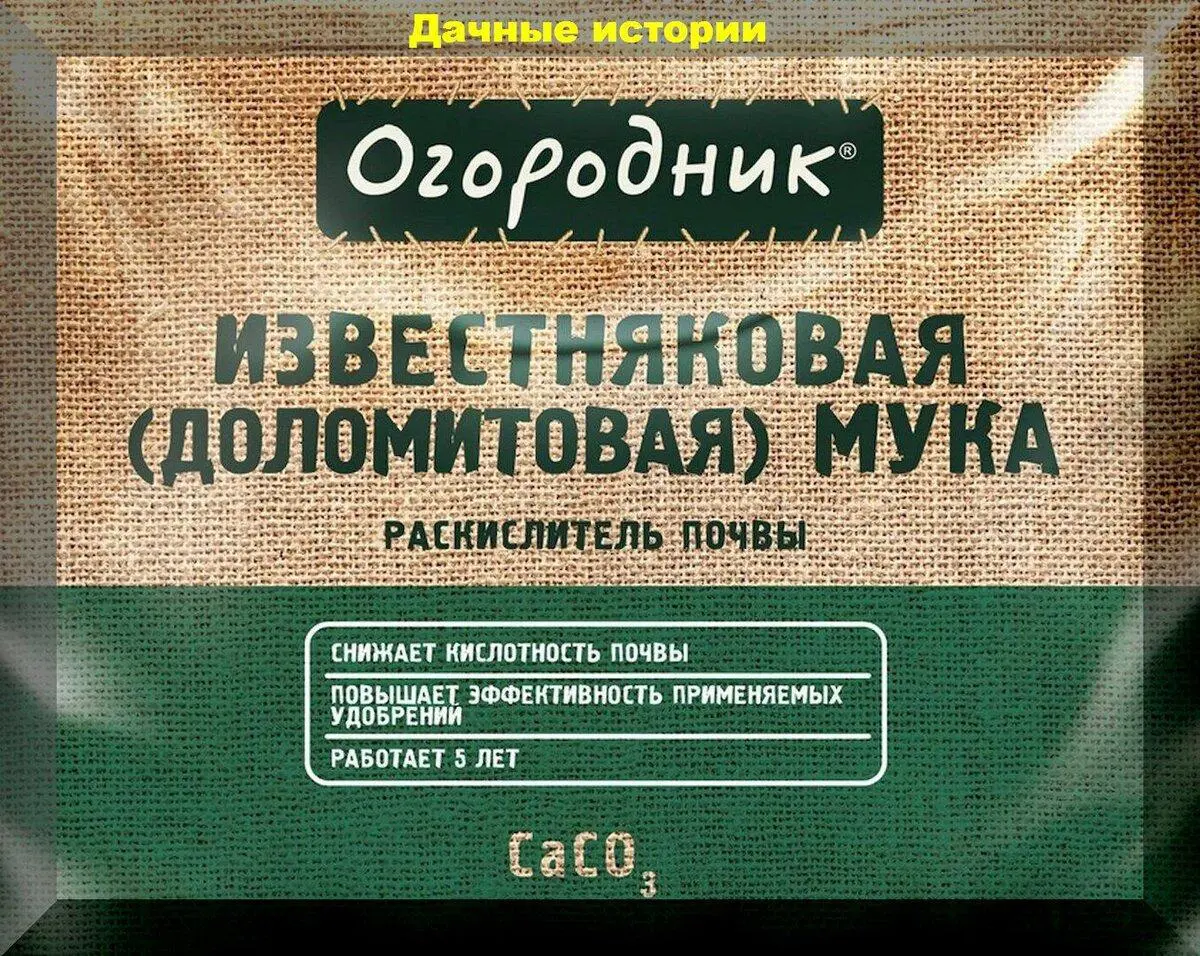 Дачные истории
Огородник®
ИЗВЕСТНЯКОВАЯ
(ДОЛОМИТОВАЯ) МУКА
РАСКИСЛИТЕЛЬ ПОЧВЫ
СНИЖАЕТ КИСЛОТНОСТЬ ПОЧВЫ
ПОВЫШАЕТ ЭФФЕКТИВНОСТЬ ПРИМЕНЯЕМЫХ
УДОБРЕНИЙ
РАБОТАЕТ 5 ЛЕТ
CaCO₃